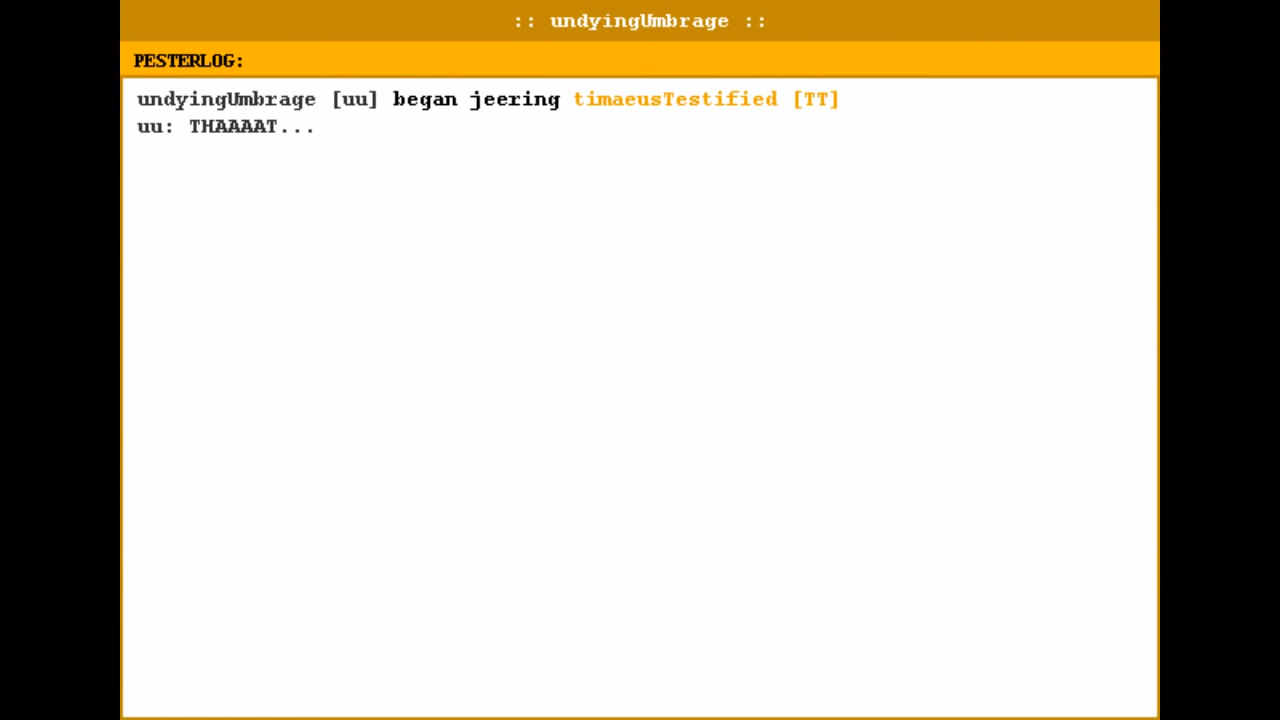 :: undyingUmbrage ::
PESTERLOG:
undyingUmbrage [uu] began jeering timaeusTestified [TT]
uu: THAAAAT...